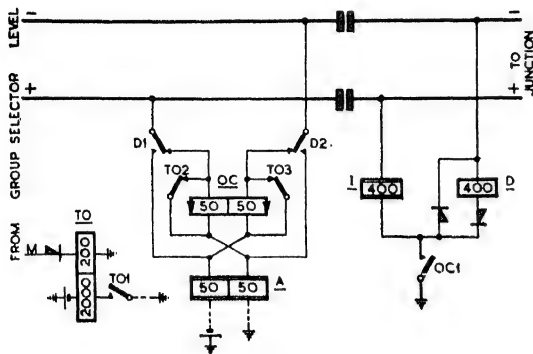 FROM GROUP SELECTOR LEVEL
−
−
+
+
TO JUNCTION
D1
D2.
TO2
OC
TO3
50 50
I
400
D
400
TO
M
200
2000
TO1
A
50 50
OC1